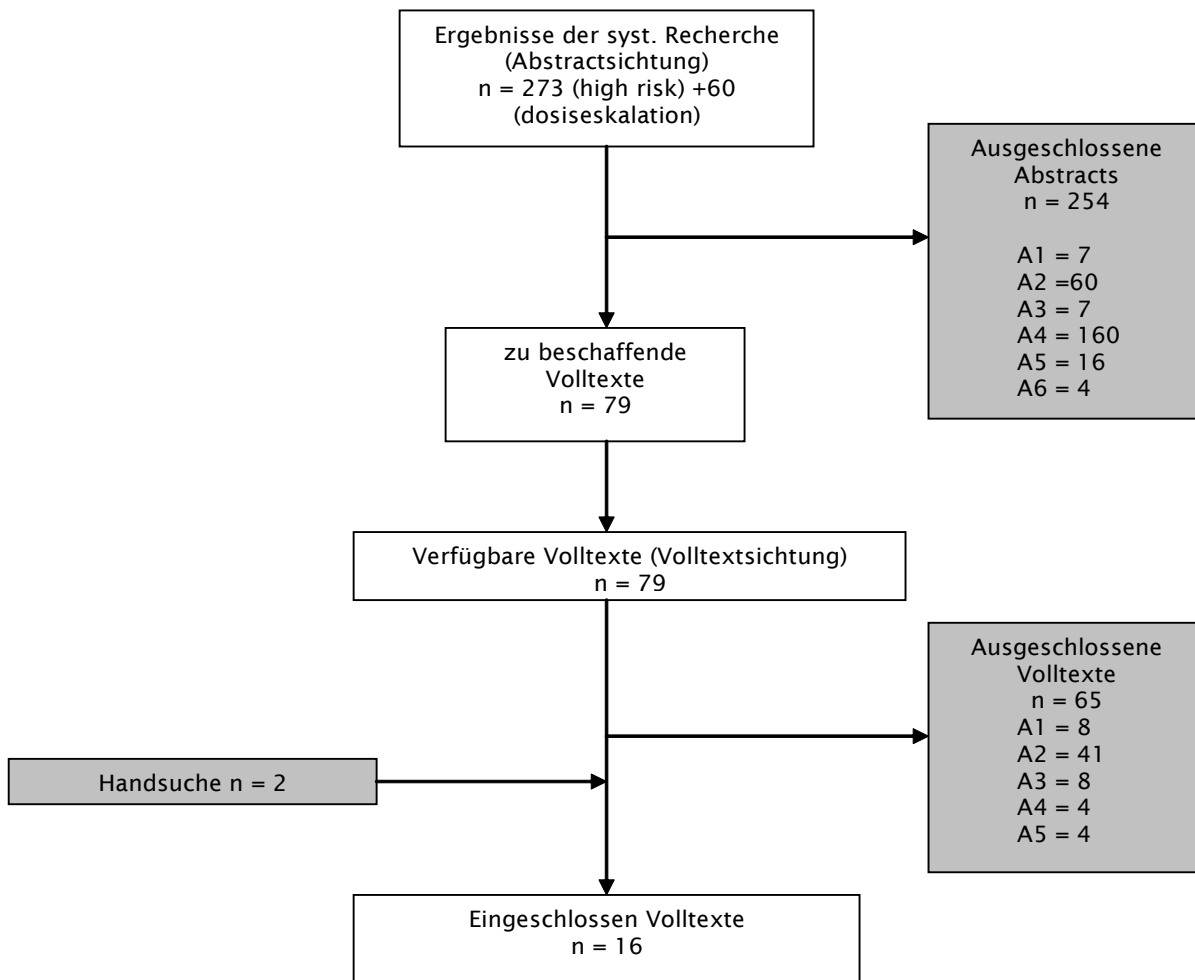 Ergebnisse der syst. Recherche
(Abstractsichtung)
n = 273 (high risk) +60
(dosiseskalation)
Ausgeschlossene
Abstracts
n = 254
A1 = 7
A2 =60
A3 = 7
A4 = 160
A5 = 16
A6 = 4
zu beschaffende
Volltexte
n = 79
Verfügbare Volltexte (Volltextsichtung)
n = 79
Ausgeschlossene
Volltexte
n = 65
A1 = 8
A2 = 41
A3 = 8
A4 = 4
A5 = 4
Handsuche n = 2
Eingeschlossen Volltexte
n = 16